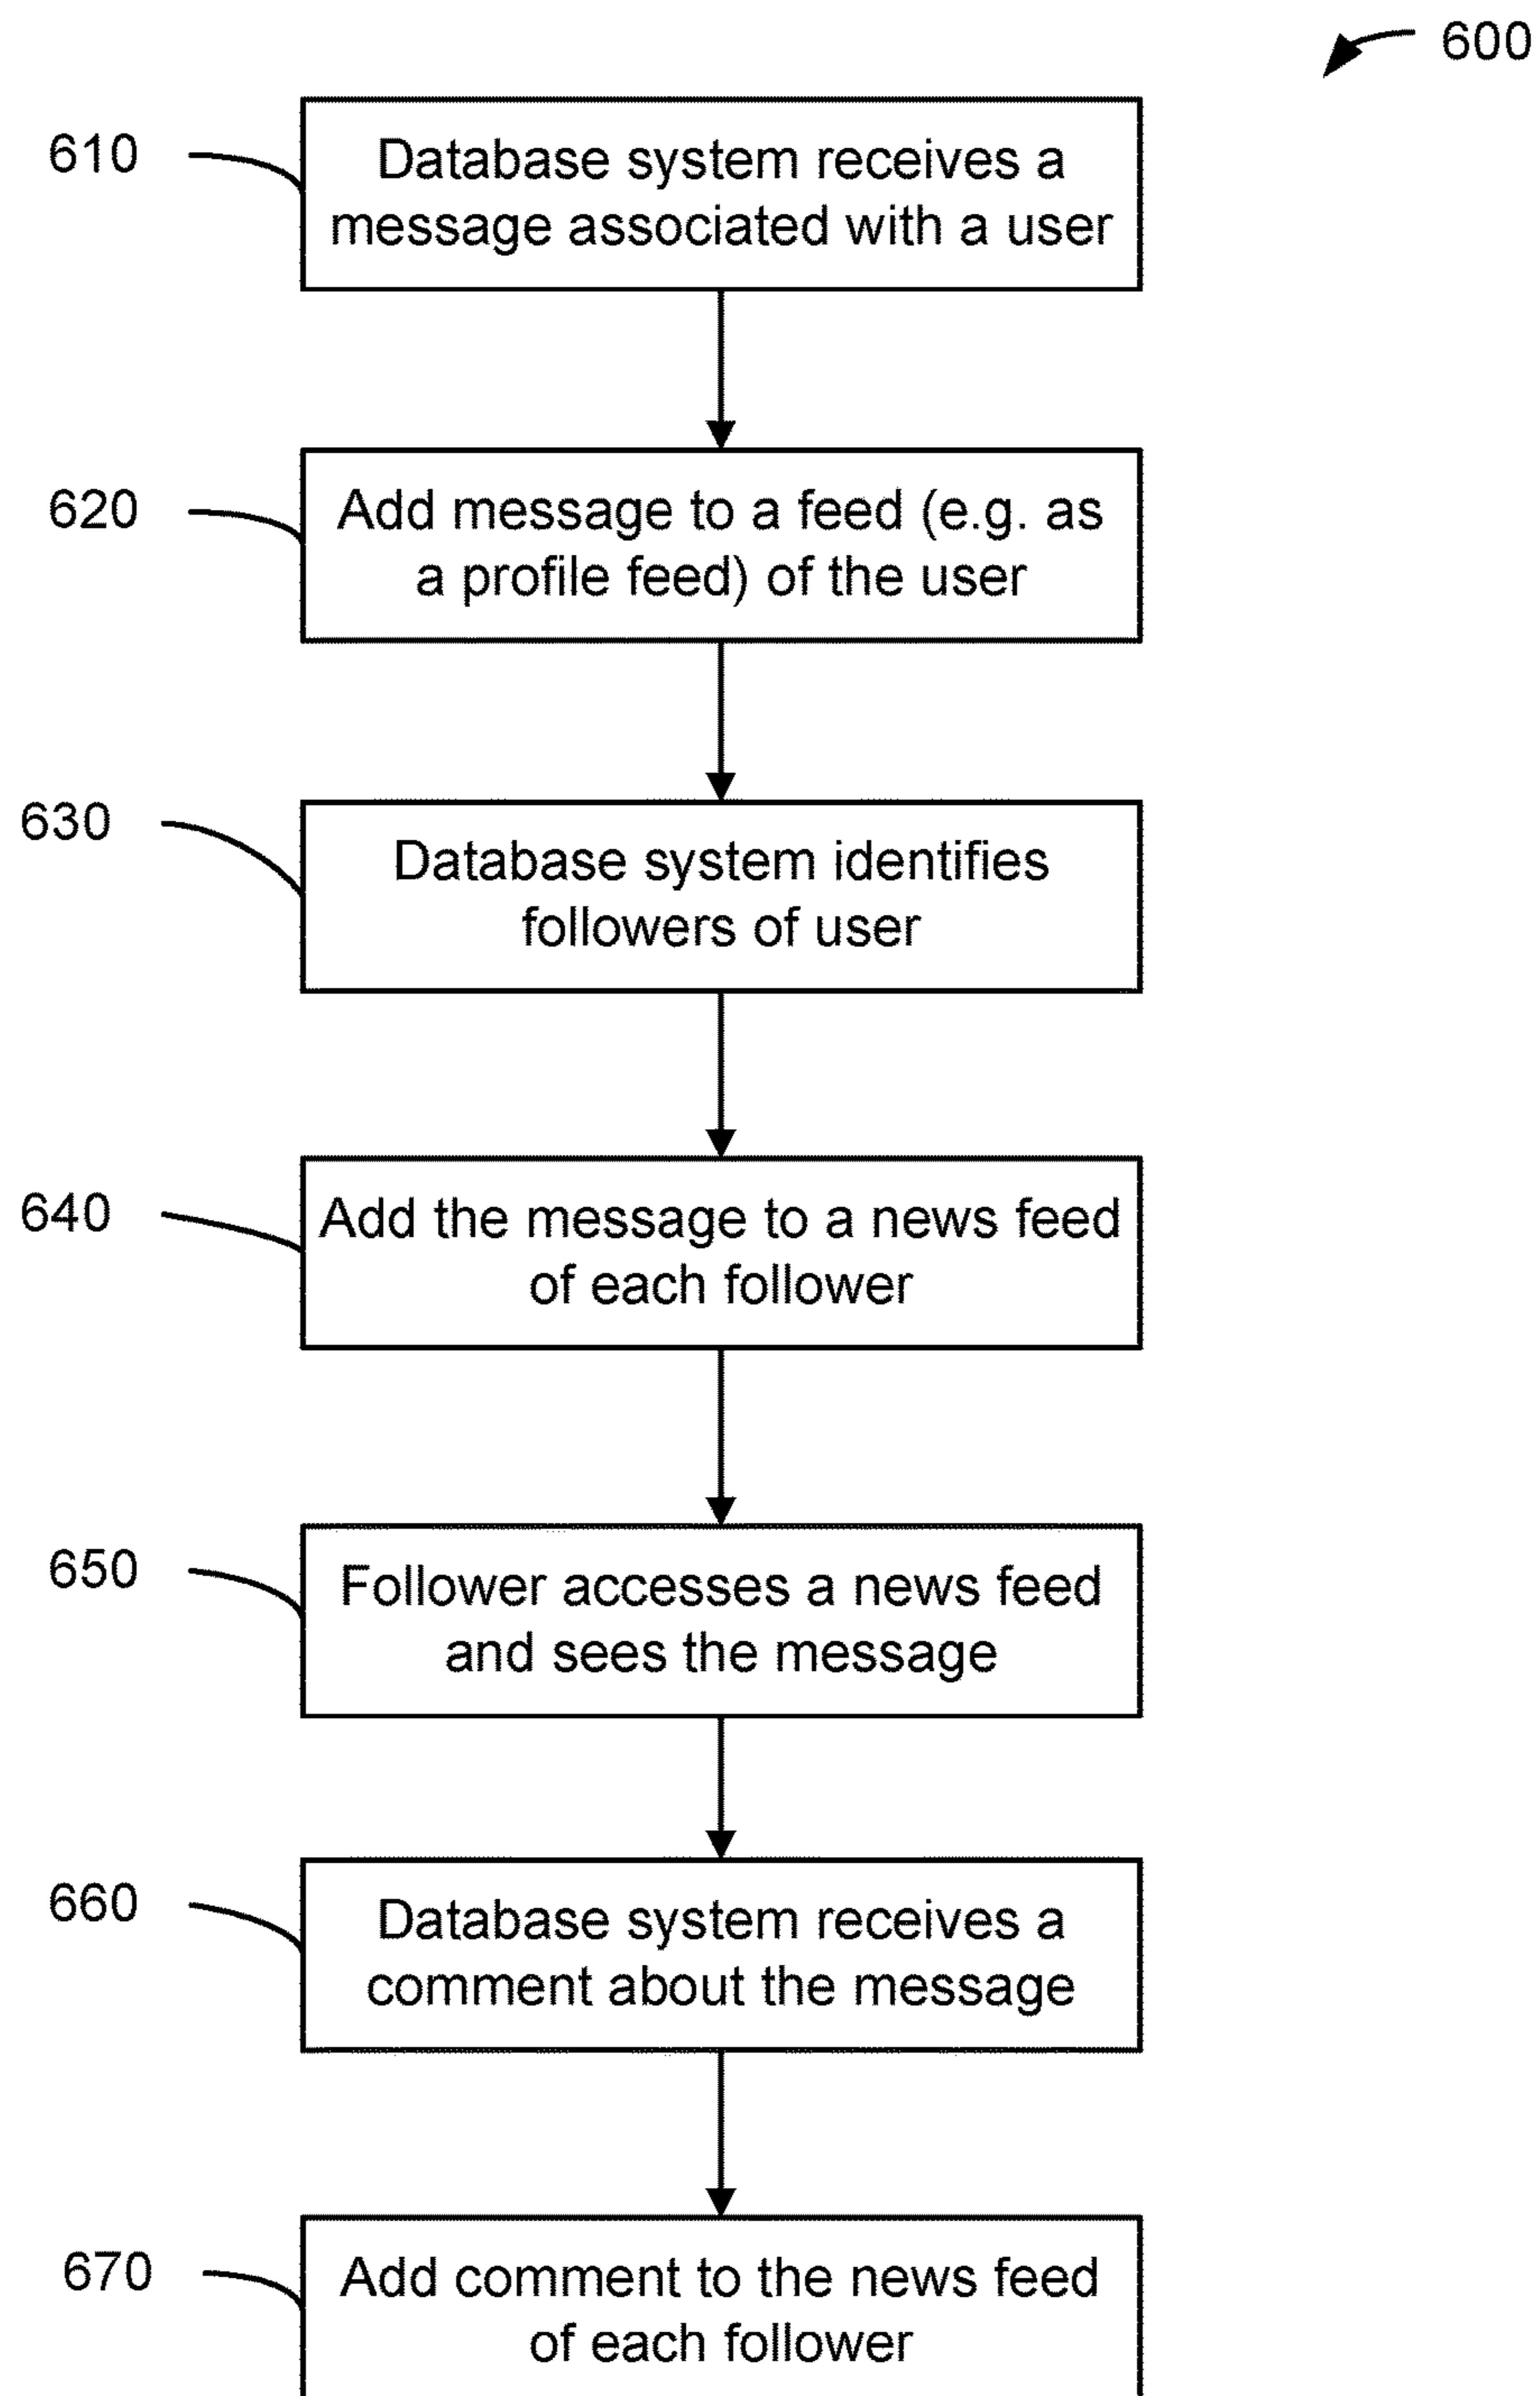 600
610
Database system receives a
message associated with a user
620
Add message to a feed (e.g. as
a profile feed) of the user
630
Database system identifies
followers of user
640
Add the message to a news feed
of each follower
650
Follower accesses a news feed
and sees the message
660
Database system receives a
comment about the message
670
Add comment to the news feed
of each follower